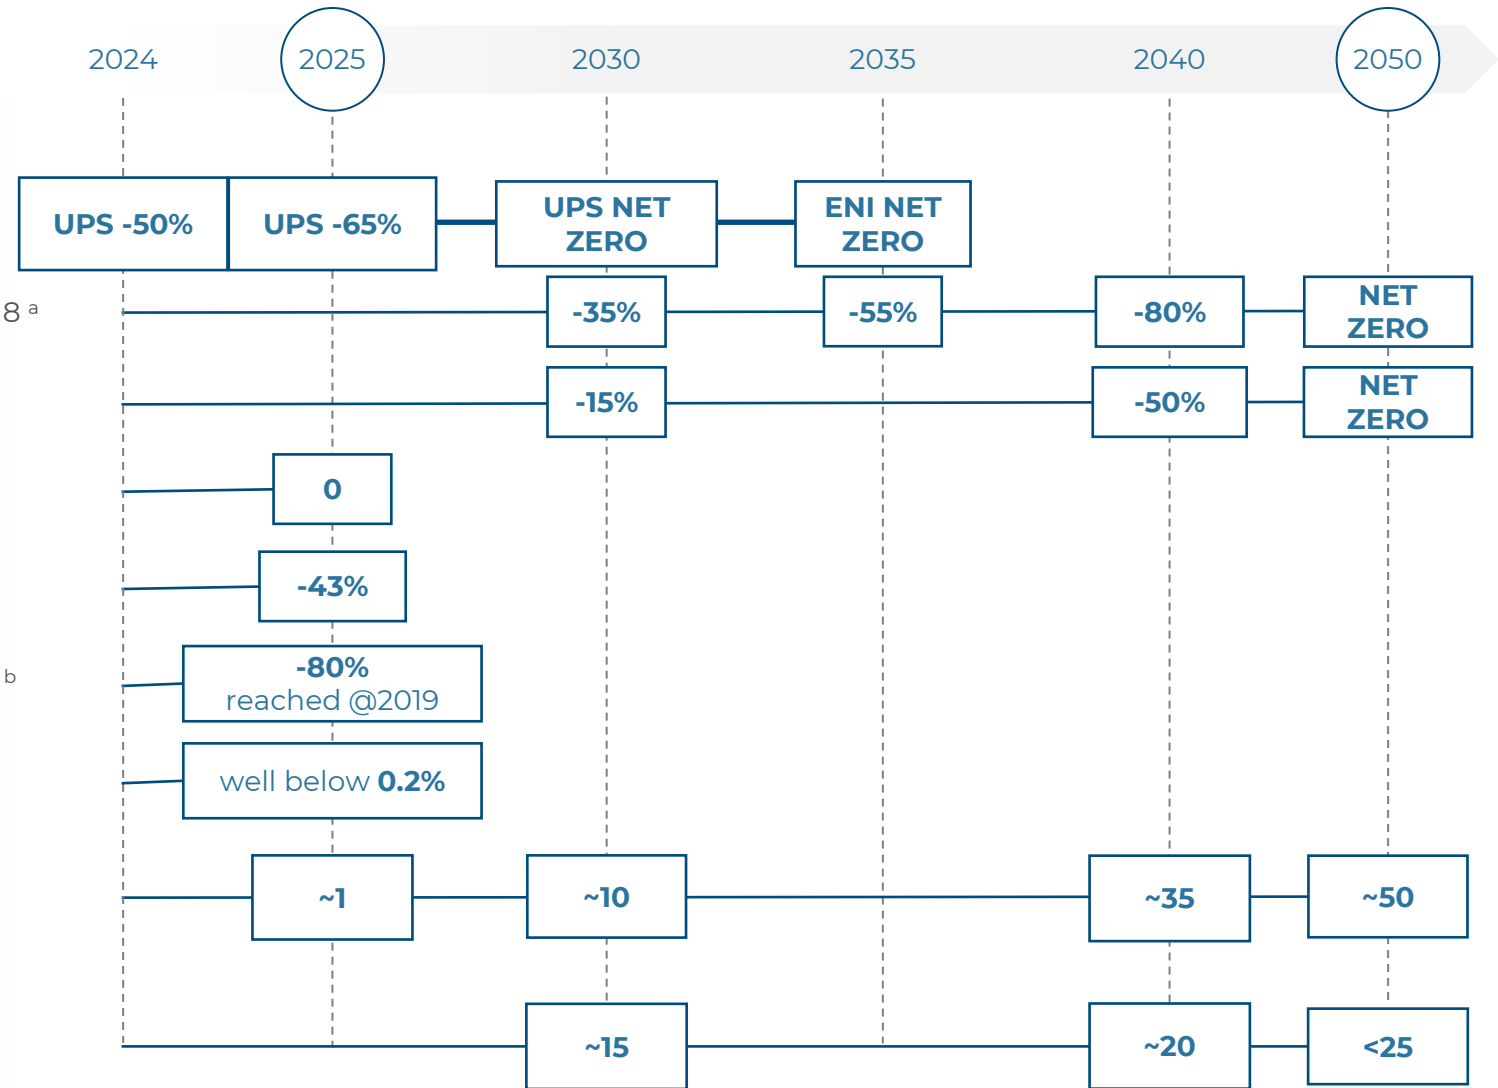 2024 2025 2030 2035 2040 2050
UPS -50% UPS -65% UPS NET ENI NET
ZERO ZERO
8 a -35% -55% -80% NET
ZERO
-15% -50% NET
ZERO
0
-43%
b -80%
reached @2019
well below 0.2%
~1 ~10 ~35 ~50
~15 ~20 <25